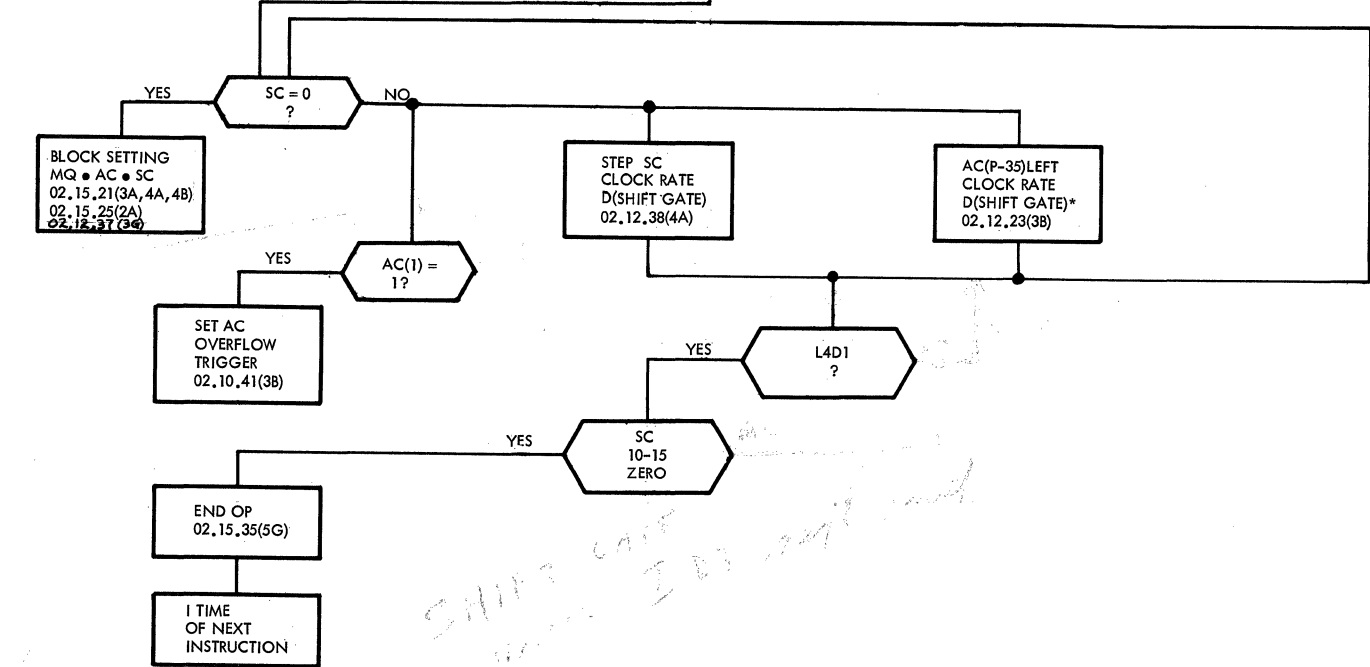 YES
SC = 0
?
NO
BLOCK SETTING
MQ • AC • SC
02.15.21(3A,4A,4B)
02.15.25(2A)
02.12.37(3G)
STEP SC
CLOCK RATE
D(SHIFT GATE)
02.12.38(4A)
AC(P-35)LEFT
CLOCK RATE
D(SHIFT GATE)*
02.12.23(3B)
YES
AC(1) =
1?
SET AC
OVERFLOW
TRIGGER
02.10.41(3B)
YES
L4D1
?
YES
SC
10-15
ZERO
END OP
02.15.35(5G)
SHIFT GATE
I TIME
OF NEXT
INSTRUCTION